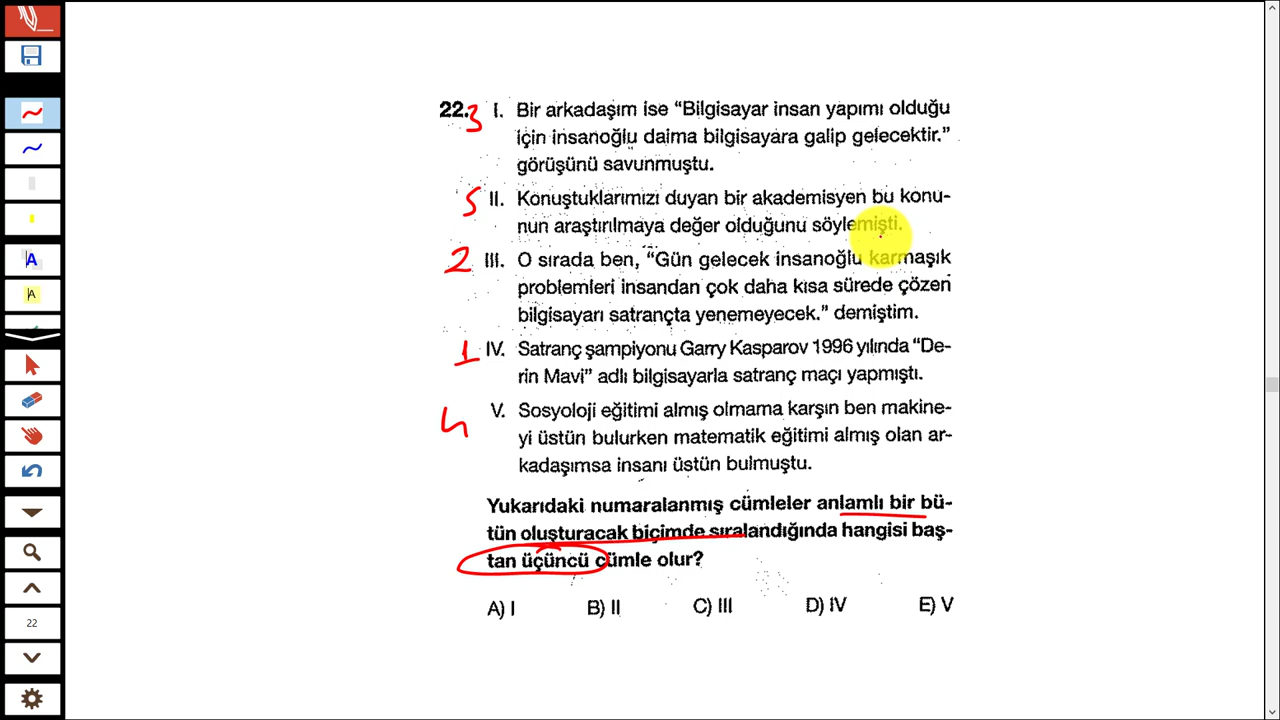 22. 3 I. Bir arkadaşım ise “Bilgisayar insan yapımı olduğu
için insanoğlu daima bilgisayara galip gelecektir.”
görüşünü savunmuştu.
5 II. Konuştuklarımızı duyan bir akademisyen bu konu-
nun araştırılmaya değer olduğunu söylemişti.
2 III. O sırada ben, “Gün gelecek insanoğlu karmaşık
problemleri insandan çok daha kısa sürede çözen
bilgisayarı satrançta yenemeyecek.” demiştim.
1 IV. Satranç şampiyonu Garry Kasparov 1996 yılında “De-
rin Mavi” adlı bilgisayarla satranç maçı yapmıştı.
4 V. Sosyoloji eğitimi almış olmama karşın ben makine-
yi üstün bulurken matematik eğitimi almış olan ar-
kadaşımsa insanı üstün bulmuştu.
Yukarıdaki numaralanmış cümleler anlamlı bir bü-
tün oluşturacak biçimde sıralandığında hangisi baş-
tan üçüncü cümle olur?
A) I B) II C) III D) IV E) V
A
A
22